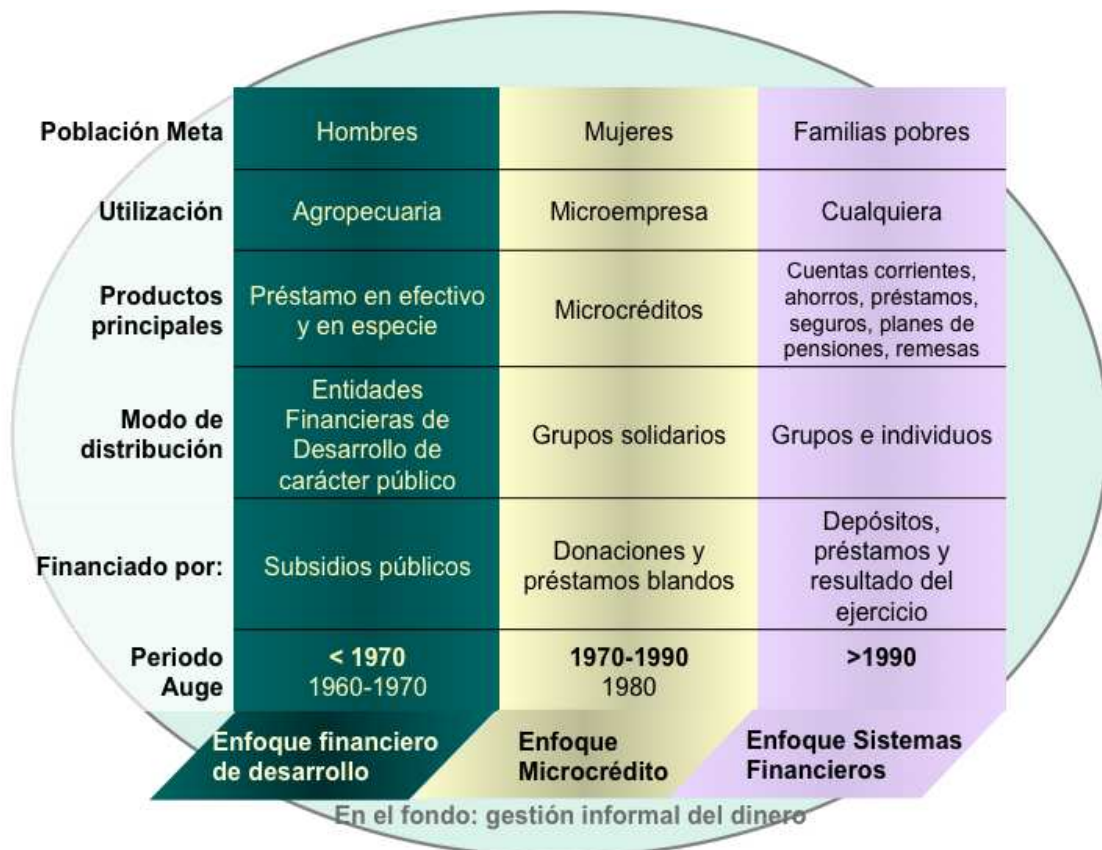 Población Meta
Hombres
Mujeres
Familias pobres
Utilización
Agropecuaria
Microempresa
Cualquiera
Productos
principales
Préstamo en efectivo
y en especie
Microcréditos
Cuentas corrientes,
ahorros, préstamos,
seguros, planes de
pensiones, remesas
Modo de
distribución
Entidades
Financieras de
Desarrollo de
carácter público
Grupos solidarios
Grupos e individuos
Financiado por:
Subsidios públicos
Donaciones y
préstamos blandos
Depósitos,
préstamos y
resultado del
ejercicio
Periodo
Auge
< 1970
1960-1970
1970-1990
1980
>1990
Enfoque financiero
de desarrollo
Enfoque
Microcrédito
Enfoque Sistemas
Financieros
En el fondo: gestión informal del dinero